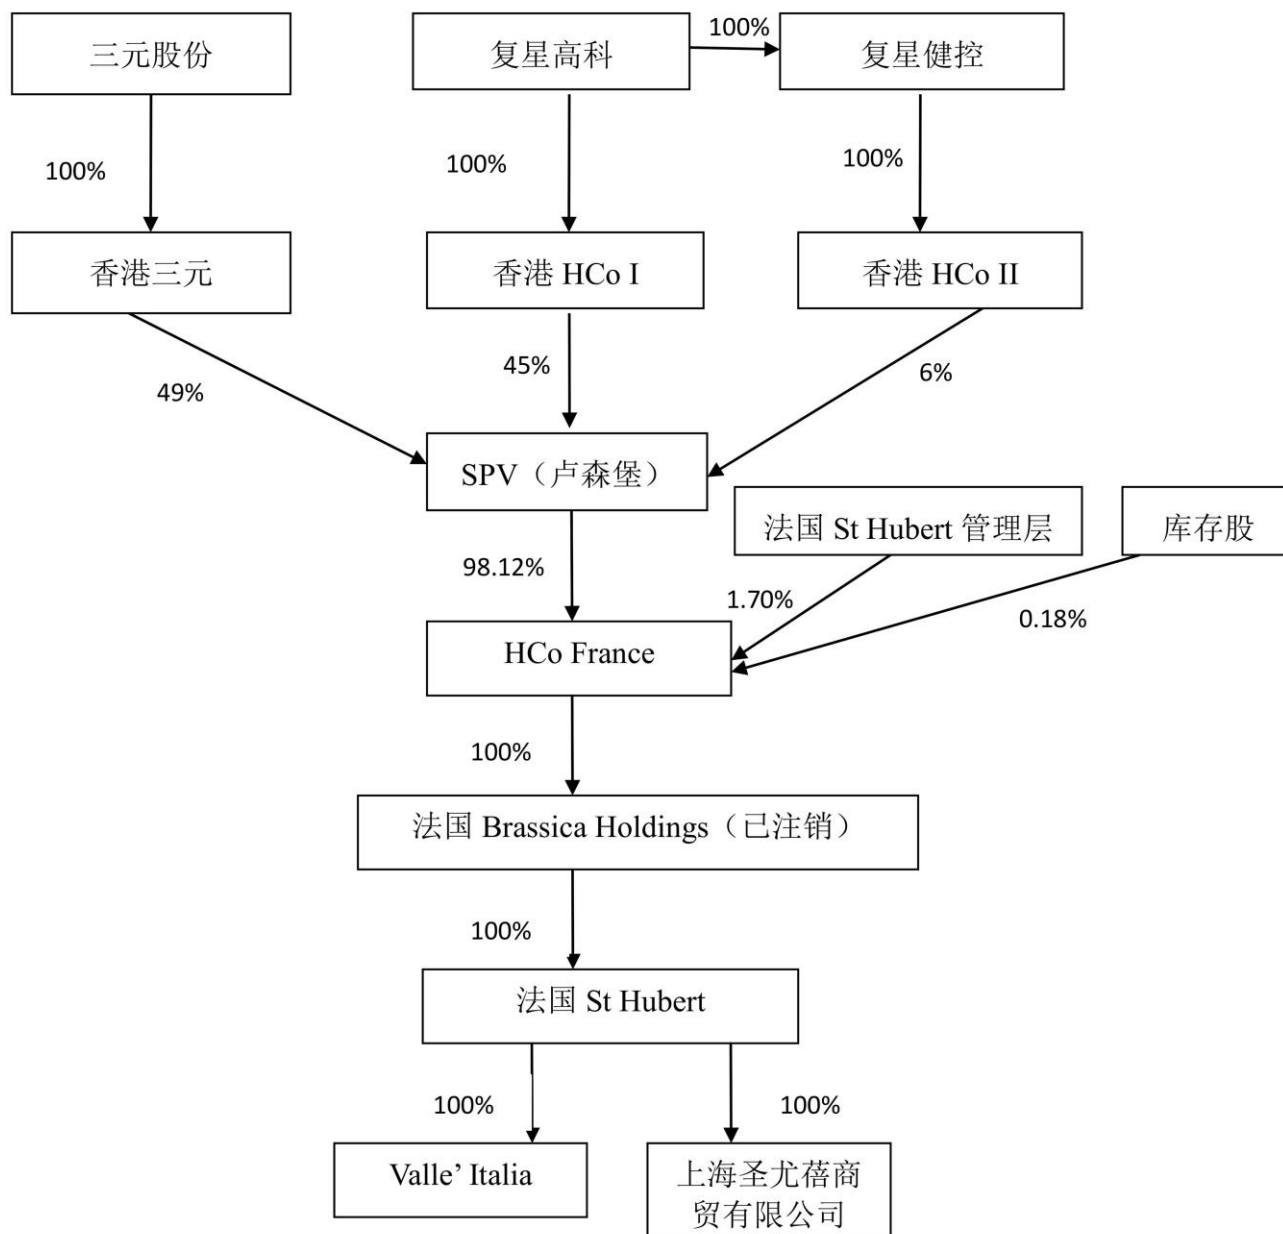 三元股份
复星高科
100%
复星健控
100%
100%
100%
香港三元
香港 HCo I
香港 HCo II
49%
45%
6%
SPV（卢森堡）
法国 St Hubert 管理层
库存股
98.12%
1.70%
0.18%
HCo France
100%
法国 Brassica Holdings（已注销）
100%
法国 St Hubert
100%
100%
Valle’ Italia
上海圣尤蓓商
贸有限公司